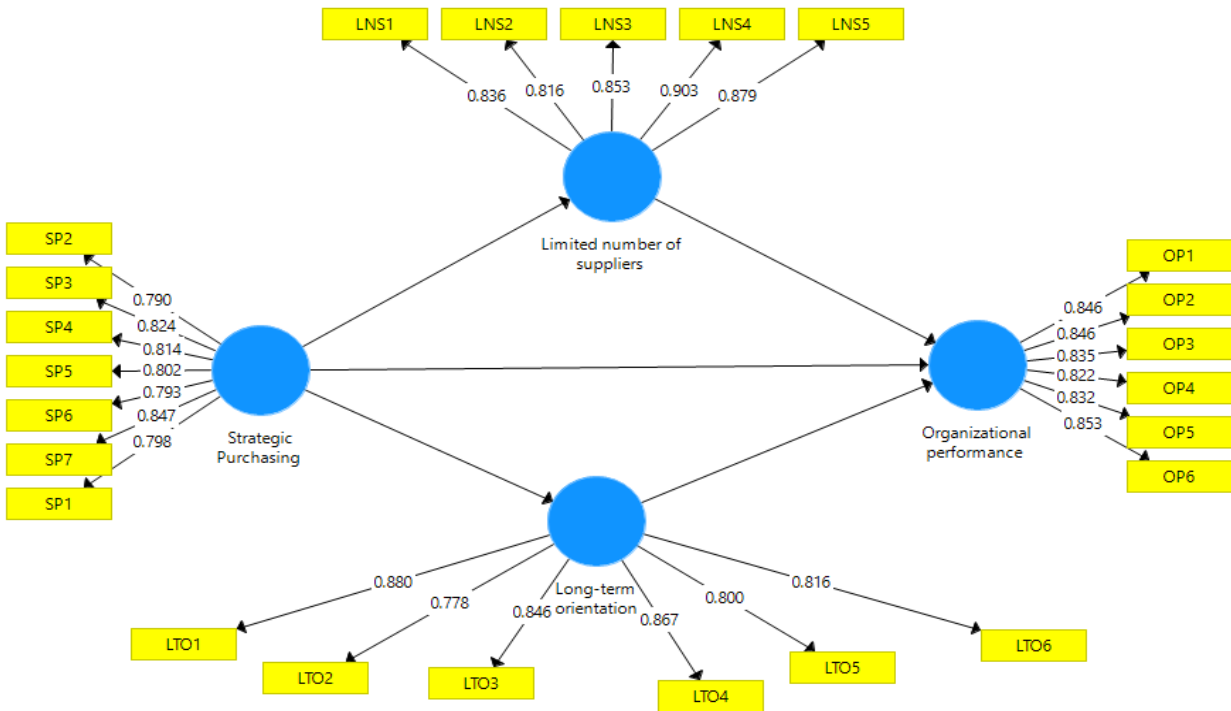 LNS1
LNS2
LNS3
LNS4
LNS5
0.836
0.816
0.853
0.903
0.879
Limited number of
suppliers
SP2
SP3
SP4
SP5
SP6
SP7
SP1
0.790
0.824
0.814
0.802
0.793
0.847
0.798
Strategic
Purchasing
OP1
OP2
OP3
OP4
OP5
OP6
0.846
0.846
0.835
0.822
0.832
0.853
Organizational
performance
Long-term
orientation
0.880
0.778
0.846
0.867
0.800
0.816
LTO1
LTO2
LTO3
LTO4
LTO5
LTO6